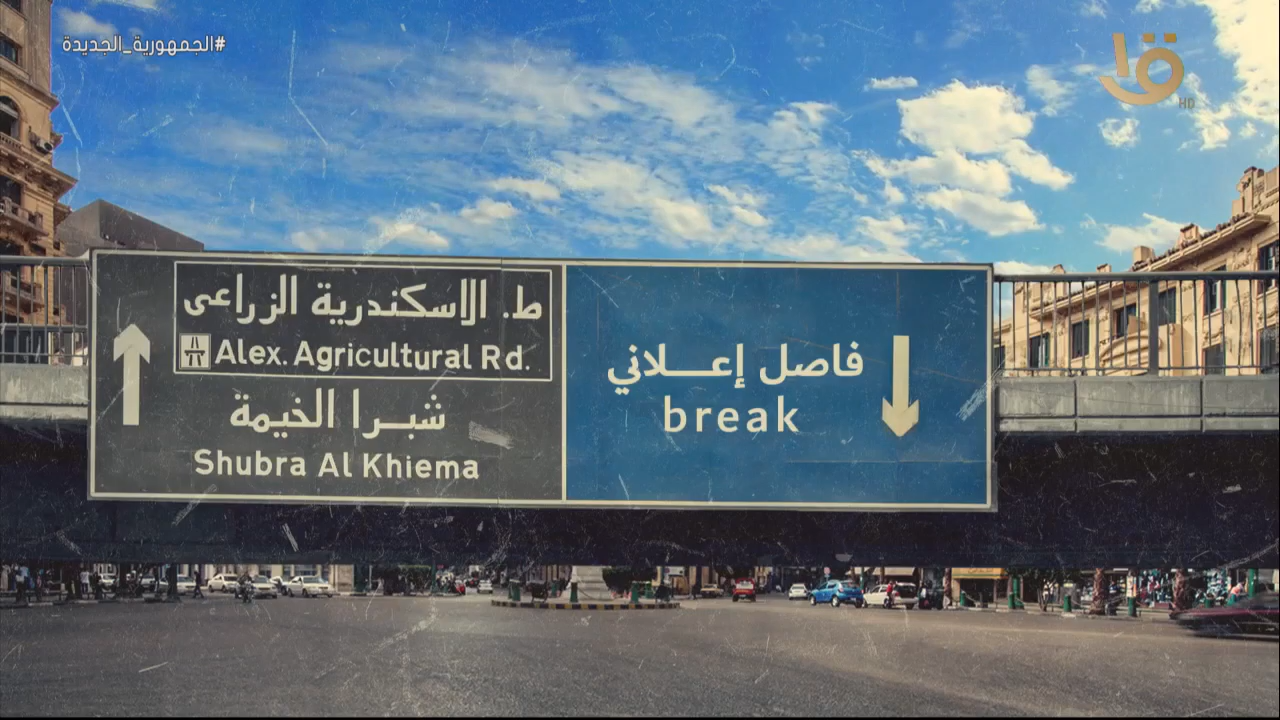 #الجمهورية_الجديدة
HD
ط. الاسكندرية الزراعى
Alex. Agricultural Rd.
شبرا الخيمة
Shubra Al Khiema
فاصل إعلاني
break